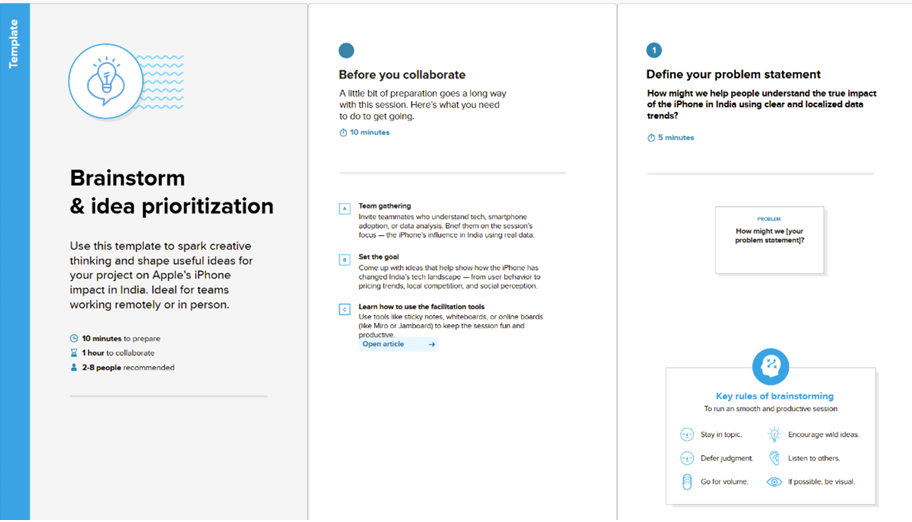 Template
Brainstorm
& idea prioritization
Use this template to spark creative
thinking and shape useful ideas for
your project on Apple's iPhone
impact in India. Ideal for teams
working remotely or in person.
10 minutes to prepare
1 hour to collaborate
2-8 people recommended
Before you collaborate
A little bit of preparation goes a long way
with this session. Here's what you need
to do to get going.
10 minutes
A
Team gathering
Invite teammates who understand tech, smartphone
adoption, or data analysis. Brief them on the session's
focus — the iPhone's influence in India using real data.
B
Set the goal
Come up with ideas that help show how the iPhone has
changed India's tech landscape — from user behavior to
pricing trends, local competition, and social perception.
C
Learn how to use the facilitation tools
Use tools like sticky notes, whiteboards, or online boards
(like Miro or Jamboard) to keep the session fun and
productive.
Open article →
1
Define your problem statement
How might we help people understand the true impact
of the iPhone in India using clear and localized data
trends?
5 minutes
PROBLEM
How might we [your
problem statement]?
Key rules of brainstorming
To run an smooth and productive session
Stay in topic.
Encourage wild ideas.
Defer judgment.
Listen to others.
Go for volume.
If possible, be visual.